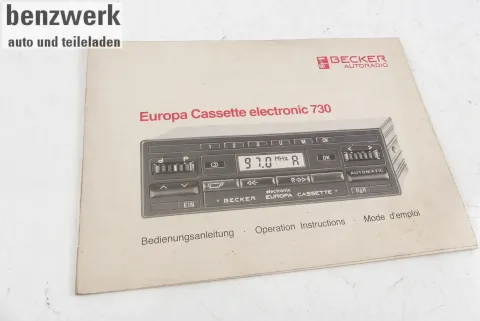 benzwerk
auto und teileladen
BECKER
AUTORADIO
Europa Cassette electronic 730
97.0 MHz A
AUTOMATIC
electronic
BECKER EUROPA CASSETTE
EIN
Bedienungsanleitung · Operation Instructions · Mode d'emploi